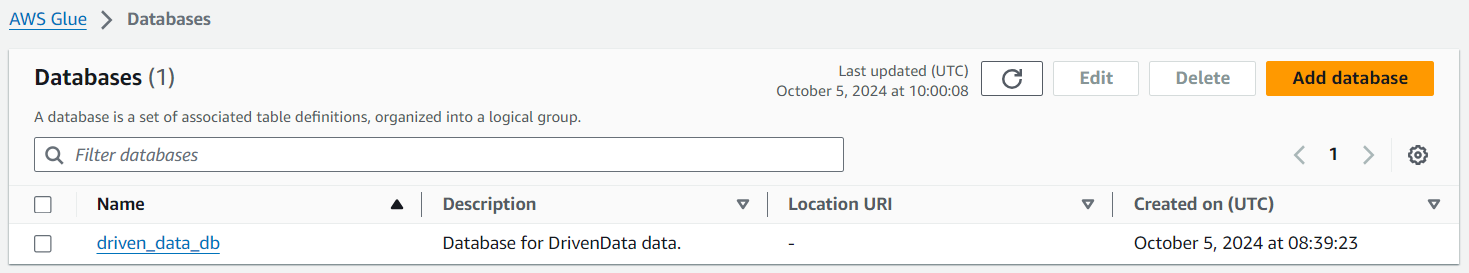 AWS Glue > Databases
Databases (1)
Last updated (UTC)
October 5, 2024 at 10:00:08
Edit
Delete
Add database
A database is a set of associated table definitions, organized into a logical group.
Filter databases
1
Name Description Location URI Created on (UTC)
driven_data_db Database for DrivenData data. - October 5, 2024 at 08:39:23